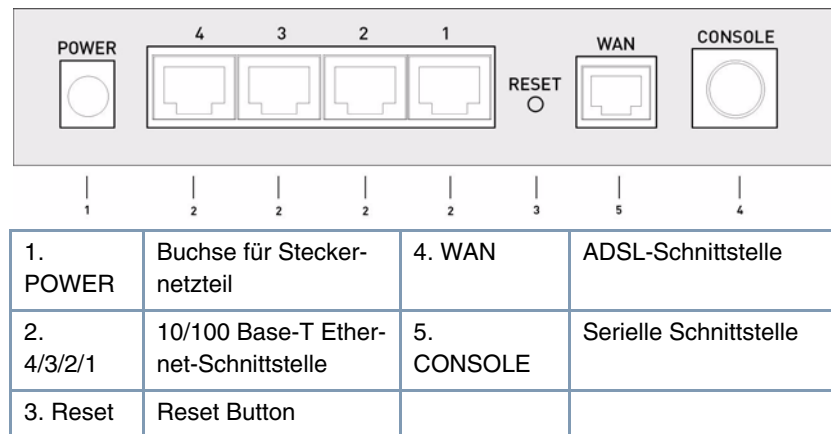 POWER 4 3 2 1 RESET WAN CONSOLE
1 2 2 2 2 3 5 4
1. POWER
Buchse für Stecker-
netzteil
4. WAN
ADSL-Schnittstelle
2. 4/3/2/1
10/100 Base-T Ether-
net-Schnittstelle
5. CONSOLE
Serielle Schnittstelle
3. Reset
Reset Button